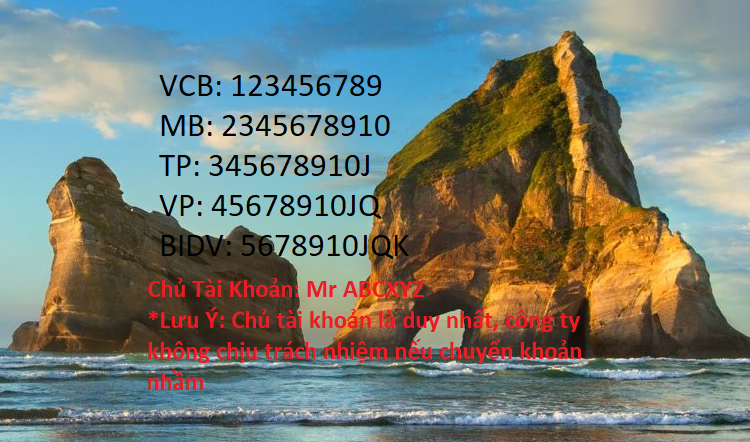 VCB: 123456789
MB: 2345678910
TP: 345678910J
VP: 45678910JQ
BIDV: 5678910JQK
Chủ Tài Khoản: Mr ABCXYZ
*Lưu Ý: Chủ tài khoản là duy nhất, công ty
không chịu trách nhiệm nếu chuyển khoản
nhầm